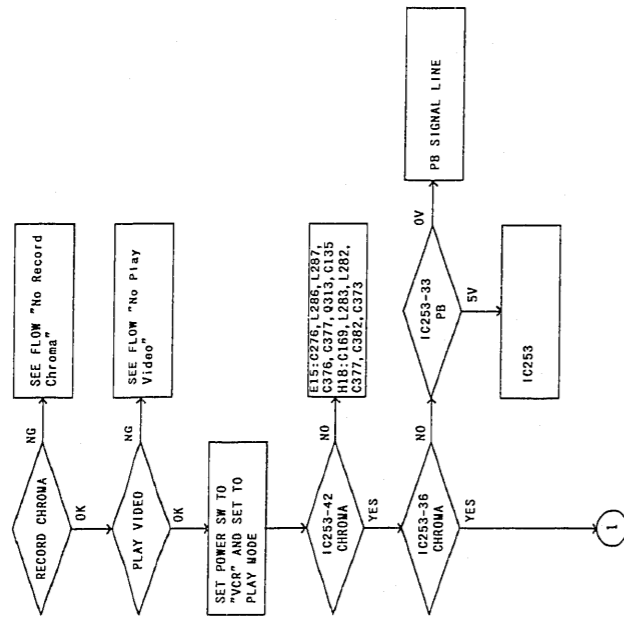 RECORD CHROMA
NG
SEE FLOW "No Record
Chroma"
OK
PLAY VIDEO
NG
SEE FLOW "No Play
Video"
OK
SET POWER SW TO
"VCR" AND SET TO
PLAY MODE
IC253-42
CHROMA
NO
E15:C276, L286, L287,
C376, C377, Q313, C135
H18:C169, L283, L282,
C377, C382, C373
YES
IC253-36
CHROMA
NO
IC253-33
PB
0V
PB SIGNAL LINE
5V
IC253
YES
1